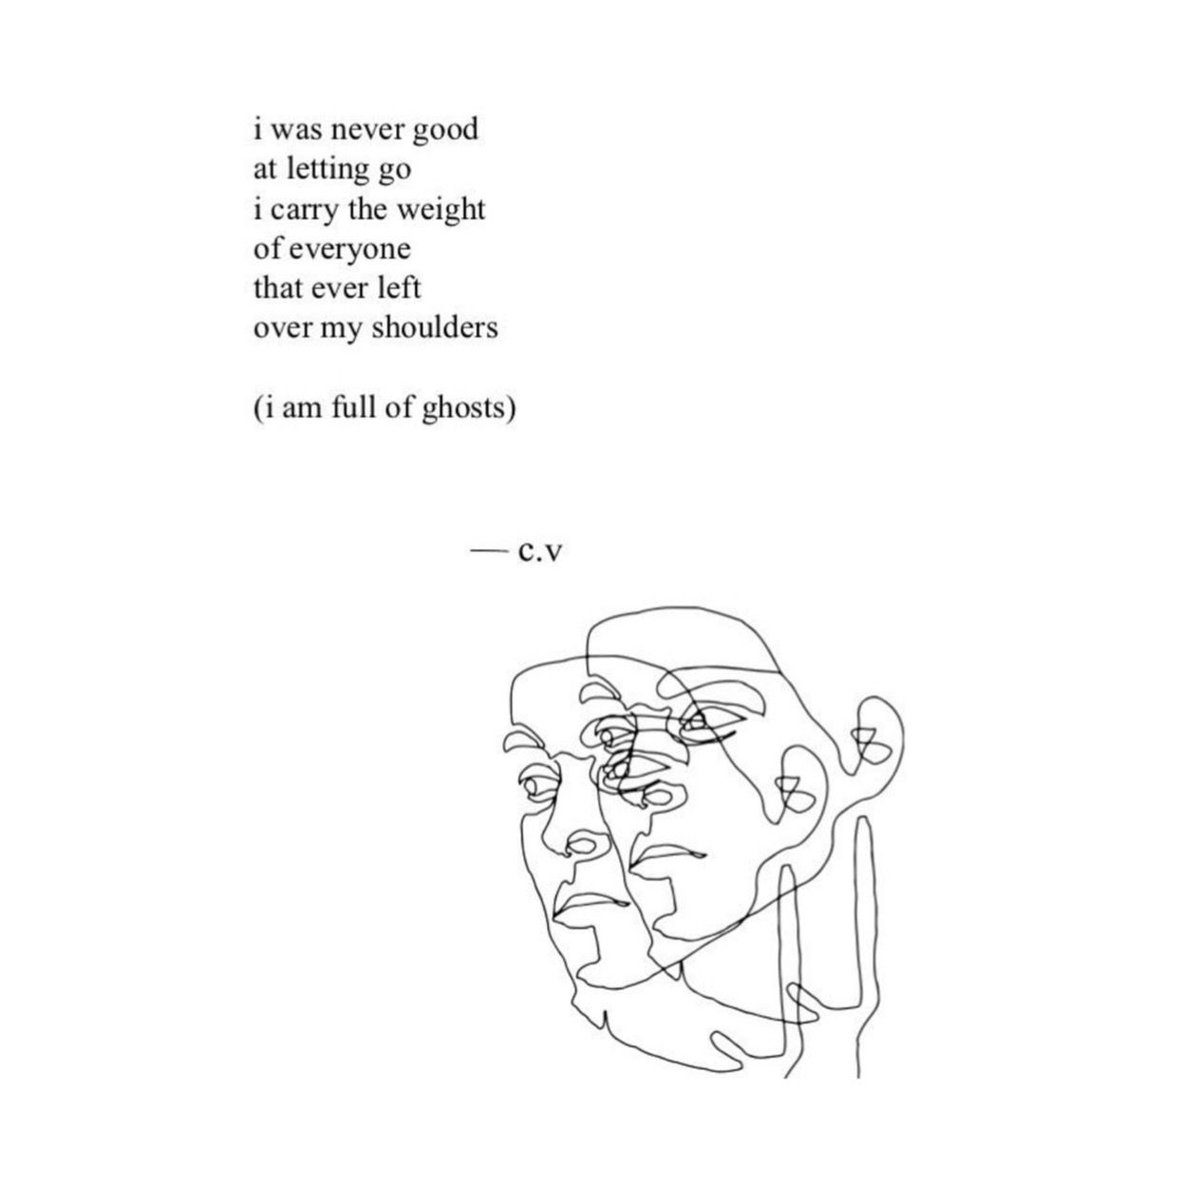 i was never good
at letting go
i carry the weight
of everyone
that ever left
over my shoulders
(i am full of ghosts)
— c.v